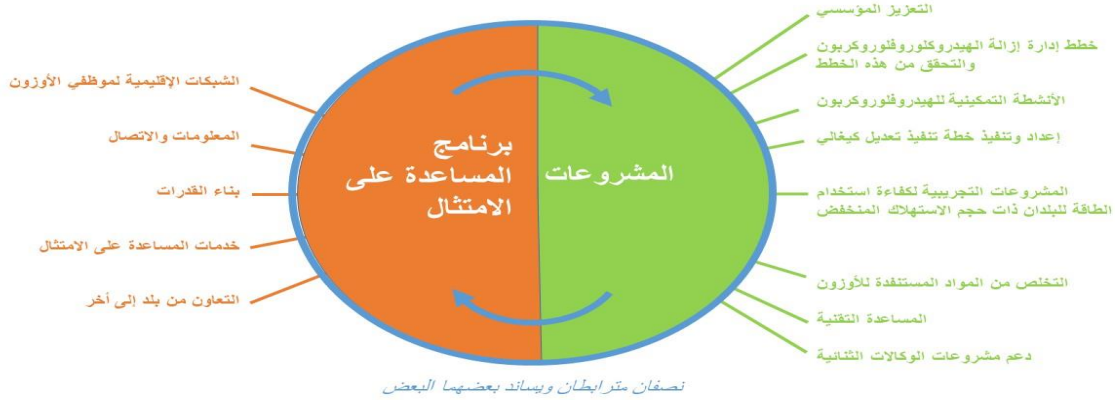 التعزيز المؤسسي
خطط إدارة إزالة الهيدروكلوروفلوروكربون
والتحقق من هذه الخطط
الأنشطة التمكينية للهيدروفلوروكربون
إعداد وتنفيذ خطة تنفيذ تعديل كيغالي
المشروعات التجريبية لكفاءة استخدام
الطاقة للبلدان ذات حجم الاستهلاك المنخفض
التخلص من المواد المستنفدة للأوزون
المساعدة التقنية
دعم مشروعات الوكالات الثنائية
المشروعات
برنامج
المساعدة على
الامتثال
الشبكات الإقليمية لموظفي الأوزون
المعلومات والاتصال
بناء القدرات
خدمات المساعدة على الامتثال
التعاون من بلد إلى أخر
نصفان مترابطان ويساند بعضهما البعض